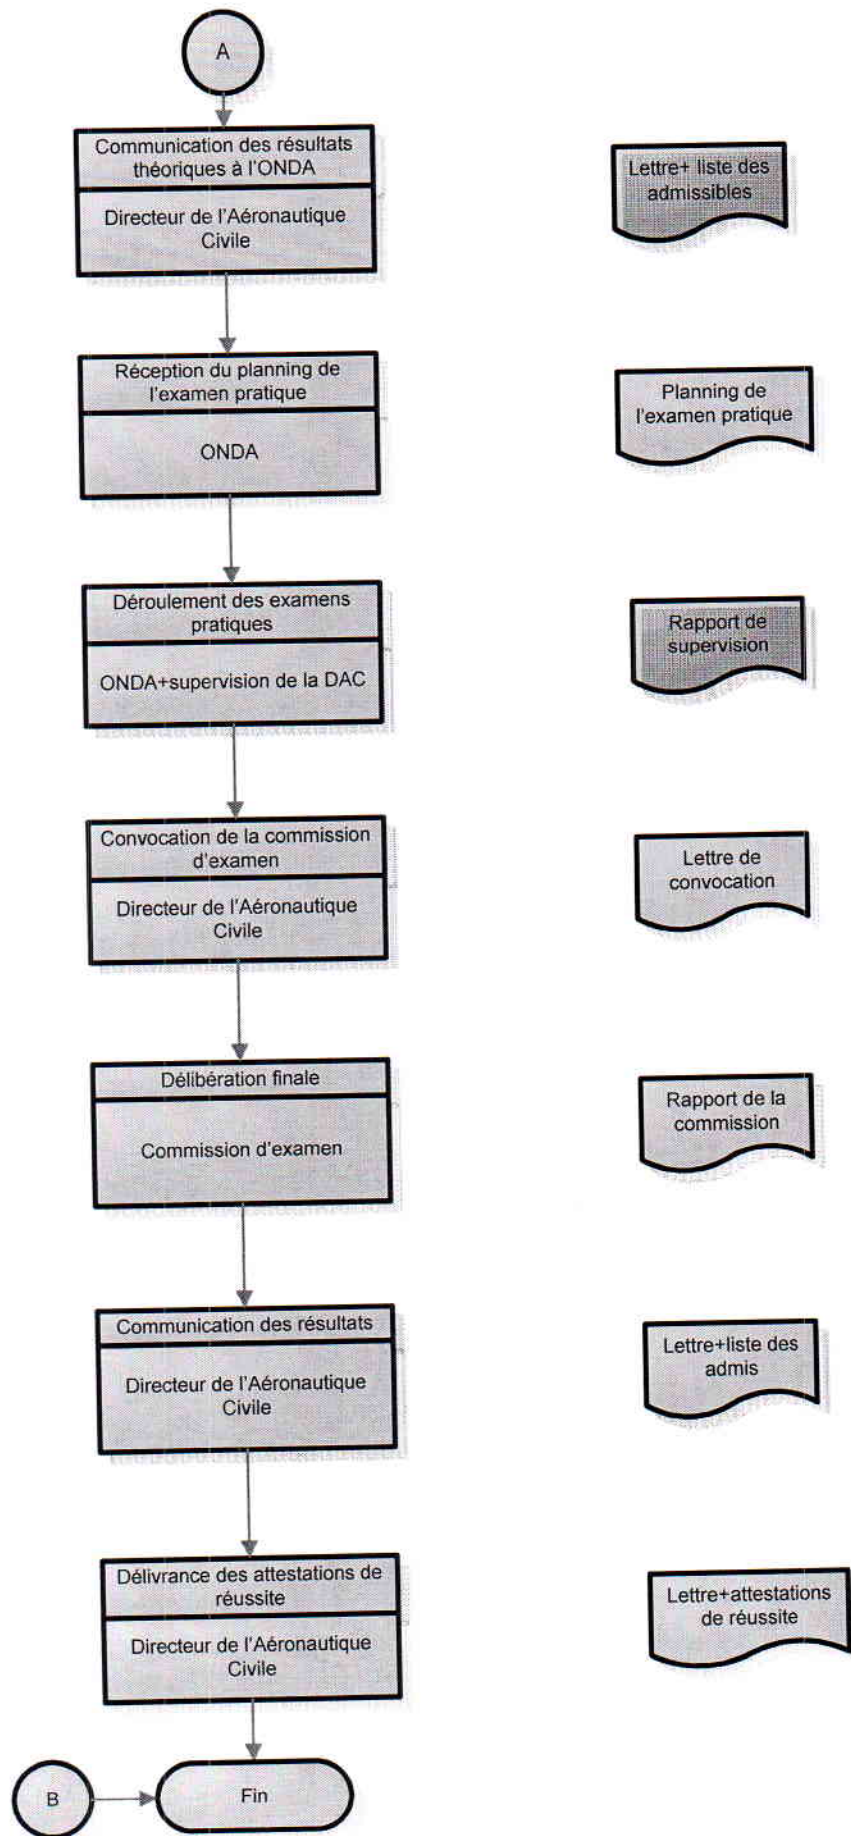 A
Communication des résultats
théoriques à l'ONDA
Directeur de l'Aéronautique
Civile
Lettre+ liste des
admissibles
Réception du planning de
l'examen pratique
ONDA
Planning de
l'examen pratique
Déroulement des examens
pratiques
ONDA+supervision de la DAC
Rapport de
supervision
Convocation de la commission
d'examen
Directeur de l'Aéronautique
Civile
Lettre de
convocation
Délibération finale
Commission d'examen
Rapport de la
commission
Communication des résultats
Directeur de l'Aéronautique
Civile
Lettre+liste des
admis
Délivrance des attestations de
réussite
Directeur de l'Aéronautique
Civile
Lettre+attestations
de réussite
B
Fin